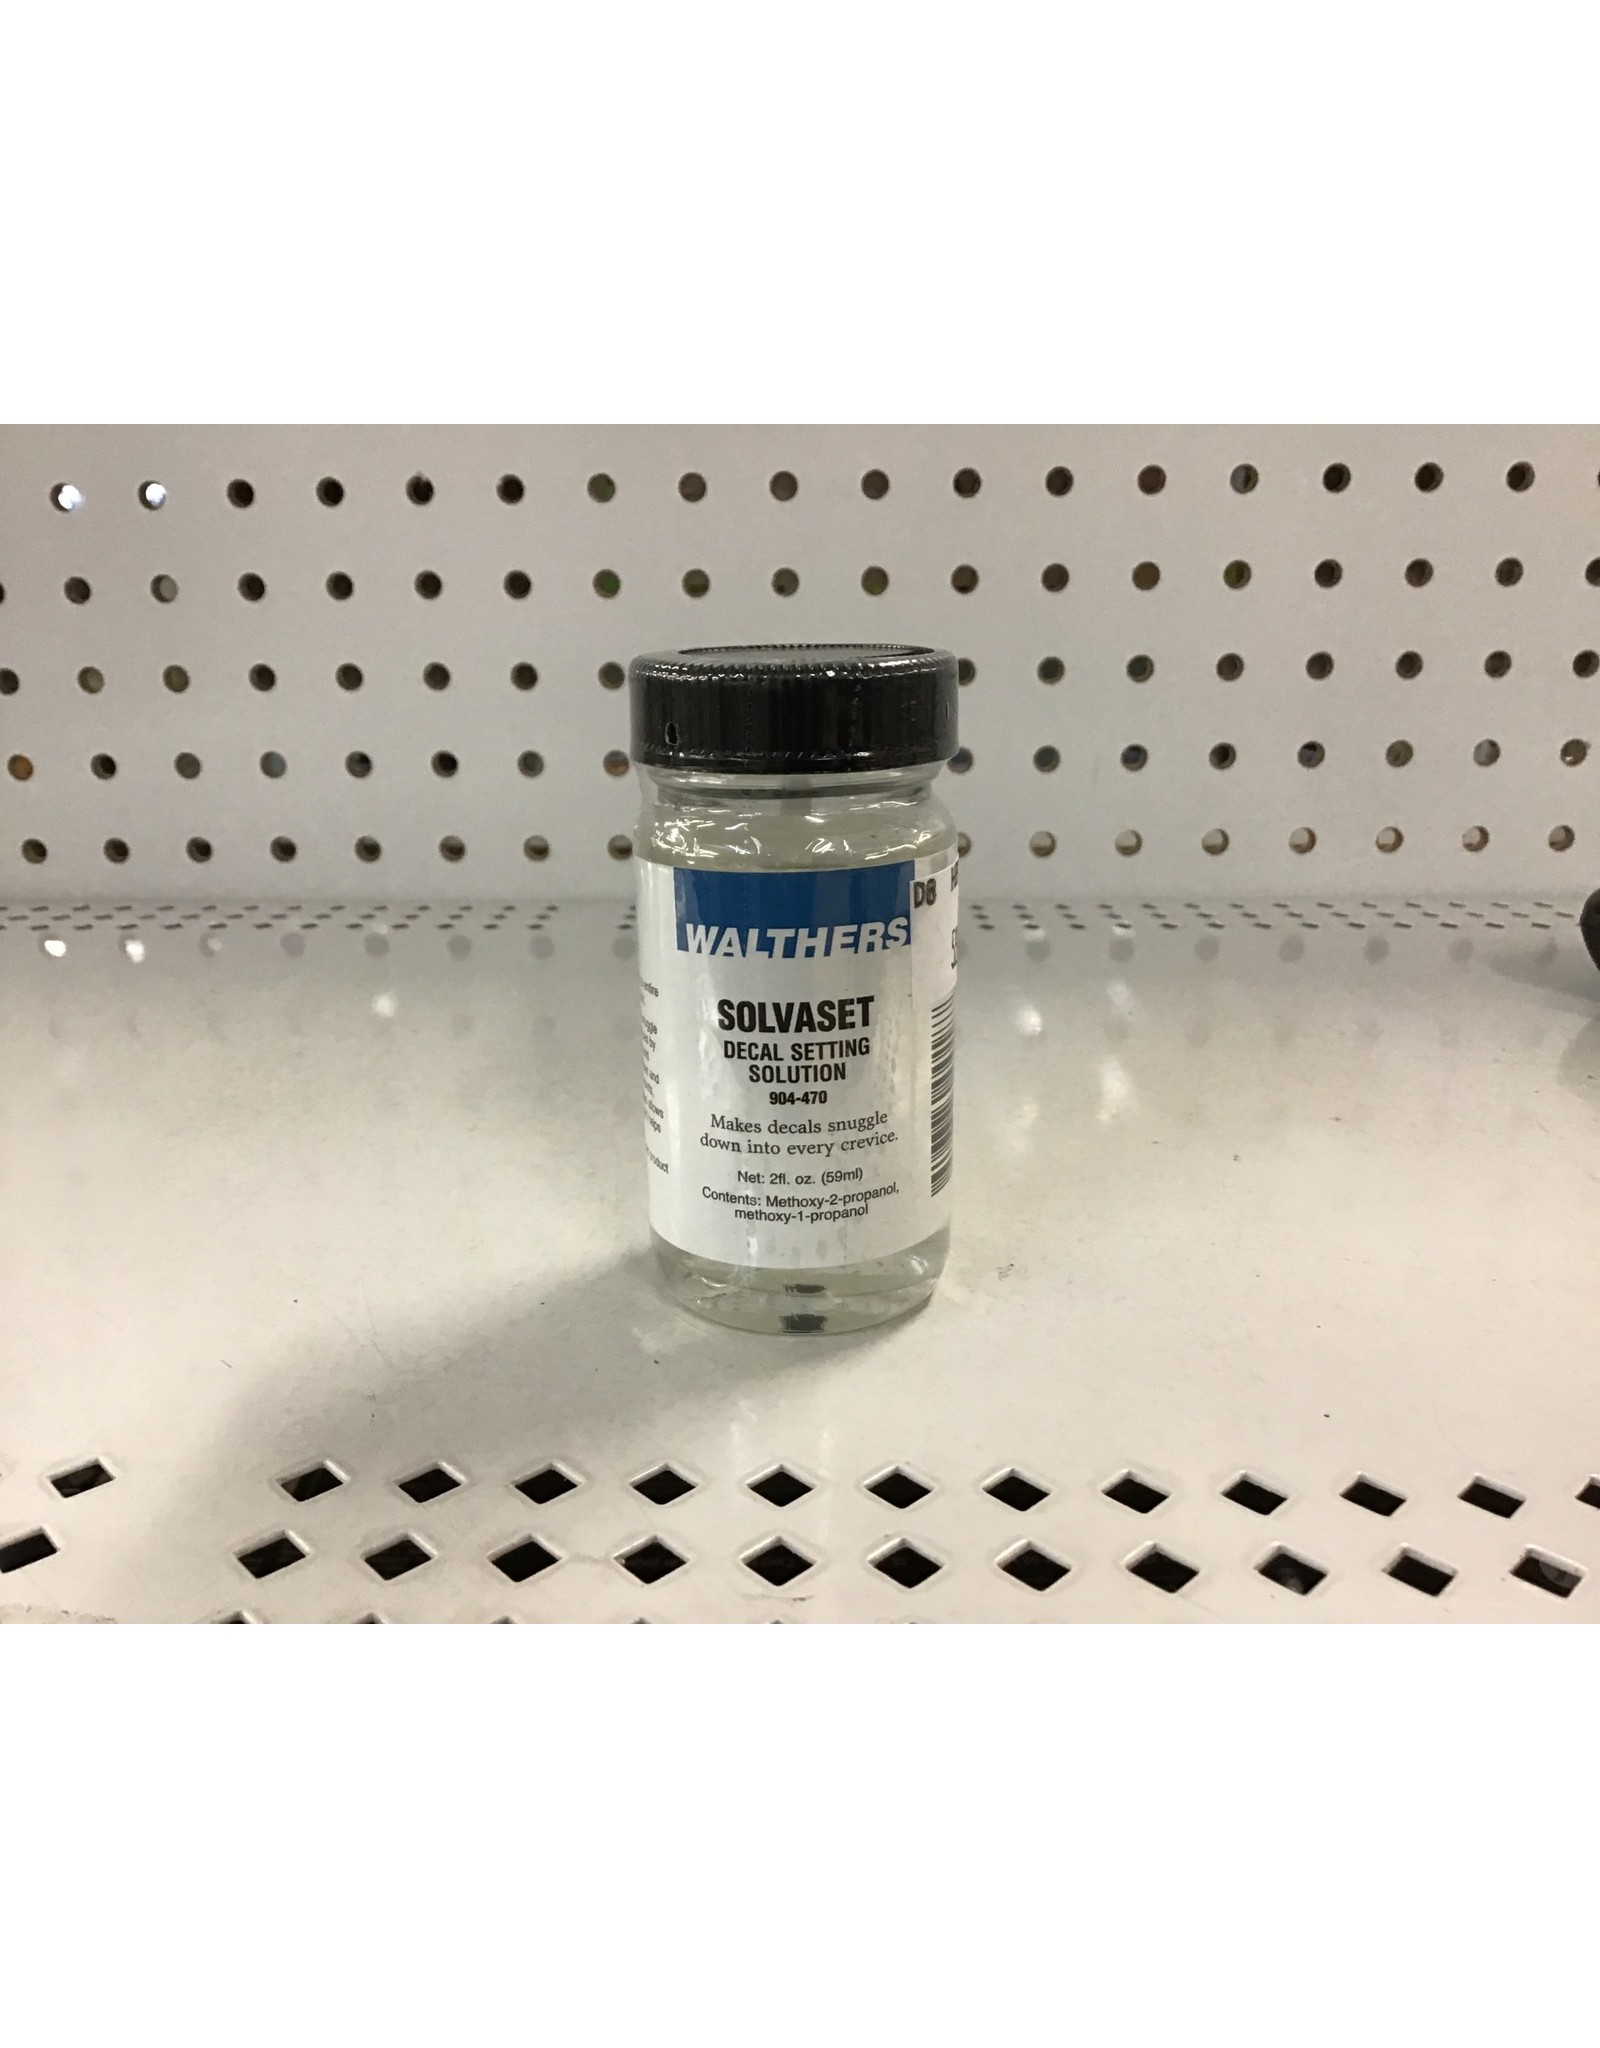 WALTHERS
D8
SOLVASET
DECAL SETTING
SOLUTION
904-470
Makes decals snuggle
down into every crevice.
Net: 2fl. oz. (59ml)
Contents: Methoxy-2-propanol,
methoxy-1-propanol